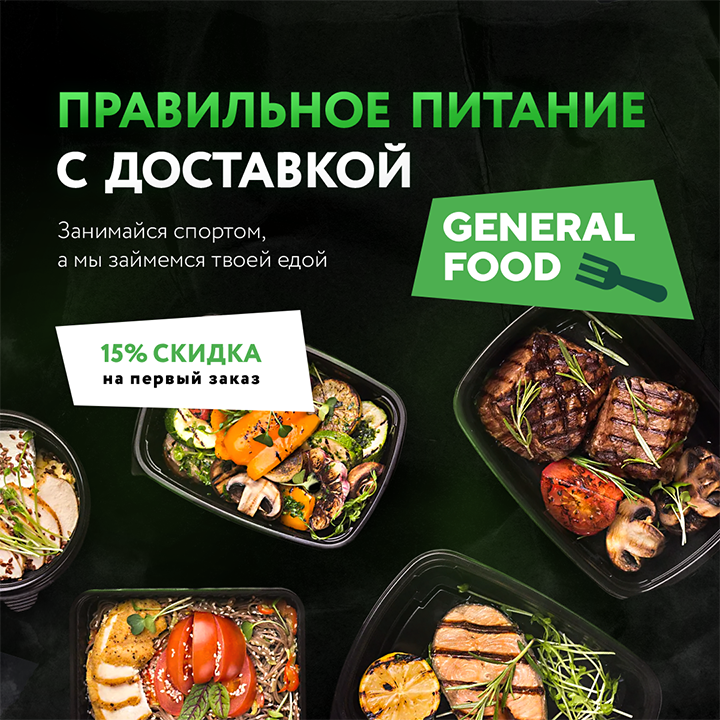 ПРАВИЛЬНОЕ ПИТАНИЕ
С ДОСТАВКОЙ
Занимайся спортом,
а мы займемся твоей едой
GENERAL
FOOD
15% СКИДКА
на первый заказ